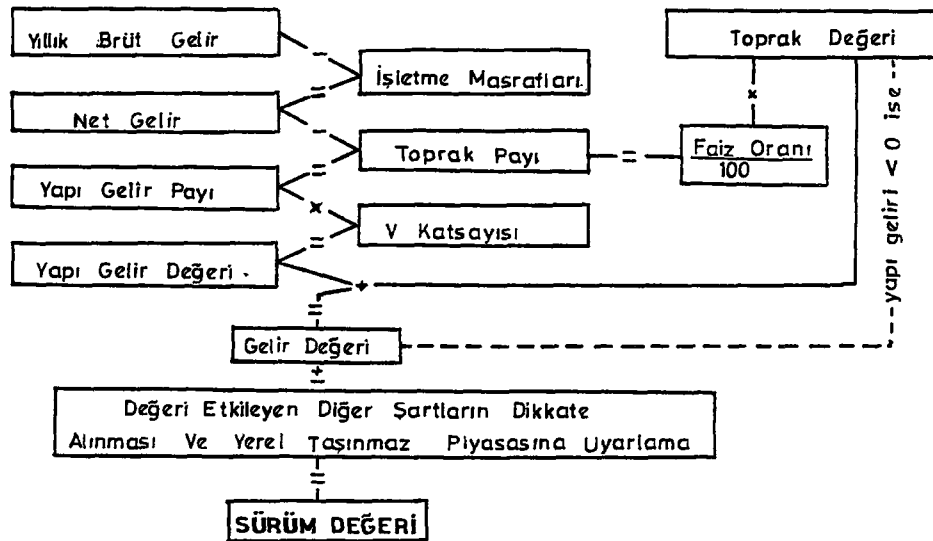 Yıllık Brüt Gelir
Toprak Değeri
İşletme Masrafları.
Net Gelir
Toprak Payı
Faiz Oranı
100
Yapı Gelir Payı
V Katsayısı
Yapı Gelir Değeri.
yapı geliri < 0 ise
Gelir Değeri
Değeri Etkileyen Diğer Şartların Dikkate
Alınması Ve Yerel Taşınmaz Piyasasına Uyarlama
SÜRÜM DEĞERİ